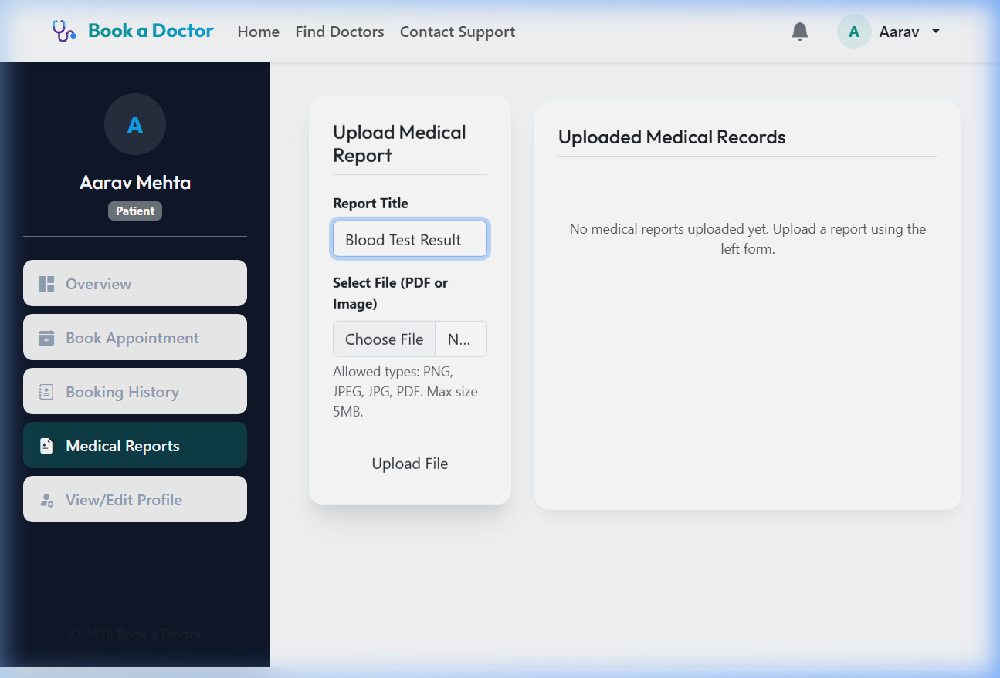 Book a Doctor
Home
Find Doctors
Contact Support
A
Aarav
A
Aarav Mehta
Patient
Overview
Book Appointment
Booking History
Medical Reports
View/Edit Profile
© 2026 Book a Doctor
Upload Medical
Report
Report Title
Blood Test Result
Select File (PDF or
Image)
Choose File
N...
Allowed types: PNG,
JPEG, JPG, PDF. Max size
5MB.
Upload File
Uploaded Medical Records
No medical reports uploaded yet. Upload a report using the
left form.